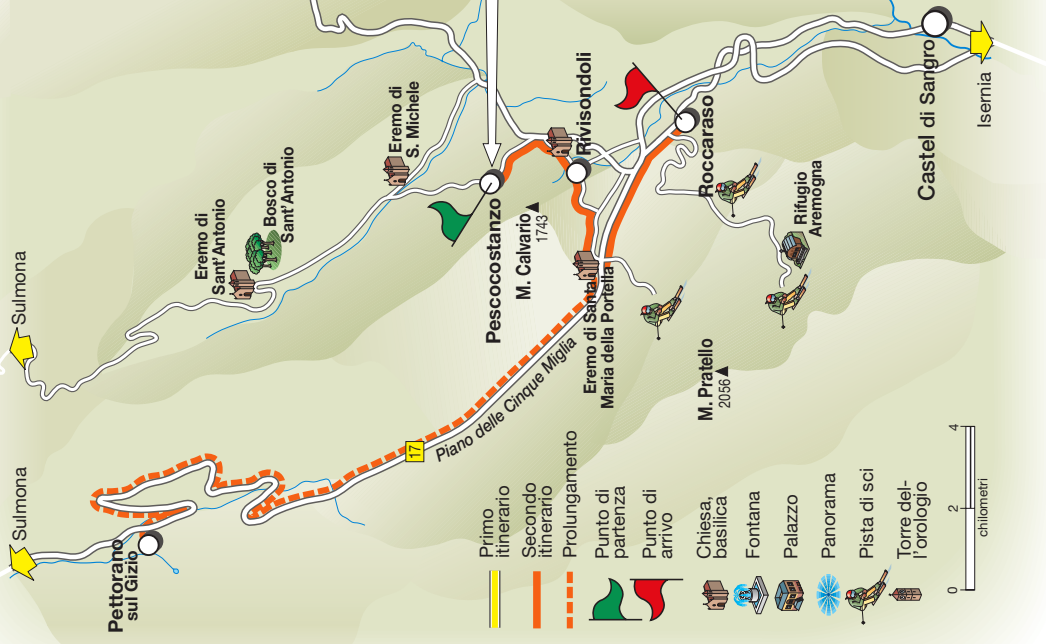 Sulmona
Sulmona
Pettorano
sul Gizio
Eremo di
Sant'Antonio
Bosco di
Sant'Antonio
Eremo di
S. Michele
Pescocostanzo
M. Calvario
1743
Rivisondoli
Eremo di Santa
Maria della Portella
Roccaraso
Rifugio
Aremogna
M. Pratello
2056
Castel di Sangro
Isernia
Piano delle Cinque Miglia
17
Primo
itinerario
Secondo
itinerario
Prolungamento
Punto di
partenza
Punto di
arrivo
Chiesa,
basilica
Fontana
Palazzo
Panorama
Pista di sci
Torre del-
l'orologio
0 2 4
chilometri